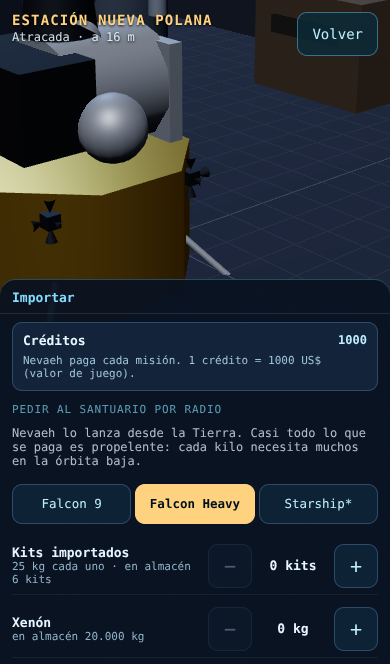 ESTACIÓN NUEVA POLANA
Atracada · a 16 m
Volver
Importar
Créditos
1000
Nevaeh paga cada misión. 1 crédito = 1000 US$
(valor de juego).
PEDIR AL SANTUARIO POR RADIO
Nevaeh lo lanza desde la Tierra. Casi todo lo que
se paga es propelente: cada kilo necesita muchos
en la órbita baja.
Falcon 9
Falcon Heavy
Starship*
Kits importados
25 kg cada uno · en almacén
6 kits
−
0 kits
+
Xenón
en almacén 20.000 kg
−
0 kg
+